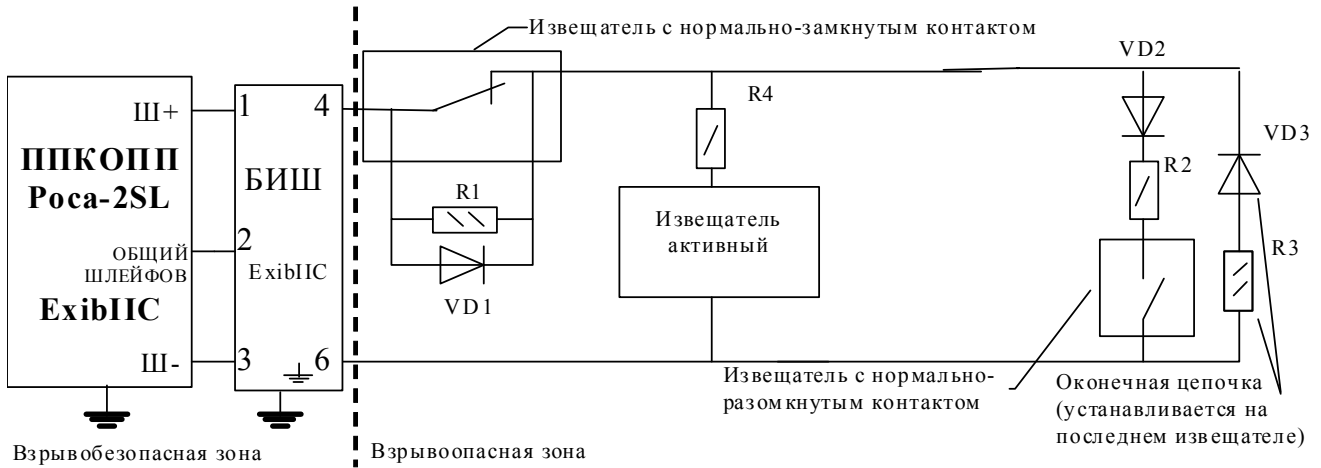 Извещатель с нормально-замкнутым контактом
VD2
Ш+
1
4
R4
VD3
ППКОПП
Роса-2SL
БИШ
R1
R2
Извещатель
активный
2
ОБЩИЙ
ШЛЕЙФОВ
ExibIIC
R3
ExibIIC
VD1
Ш-
3
6
Извещатель с нормально-
разомкнутым контактом
Оконечная цепочка
(устанавливается на
последнем извещателе)
Взрывобезопасная зона
Взрывоопасная зона